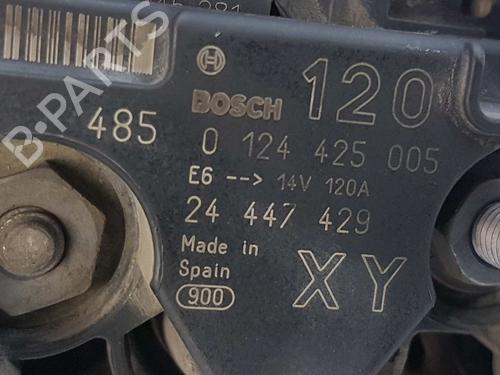 B-PARTS
BOSCH 120
485 0 124 425 005
E6 --> 14V 120A
24 447 429
Made in
Spain
900 XY